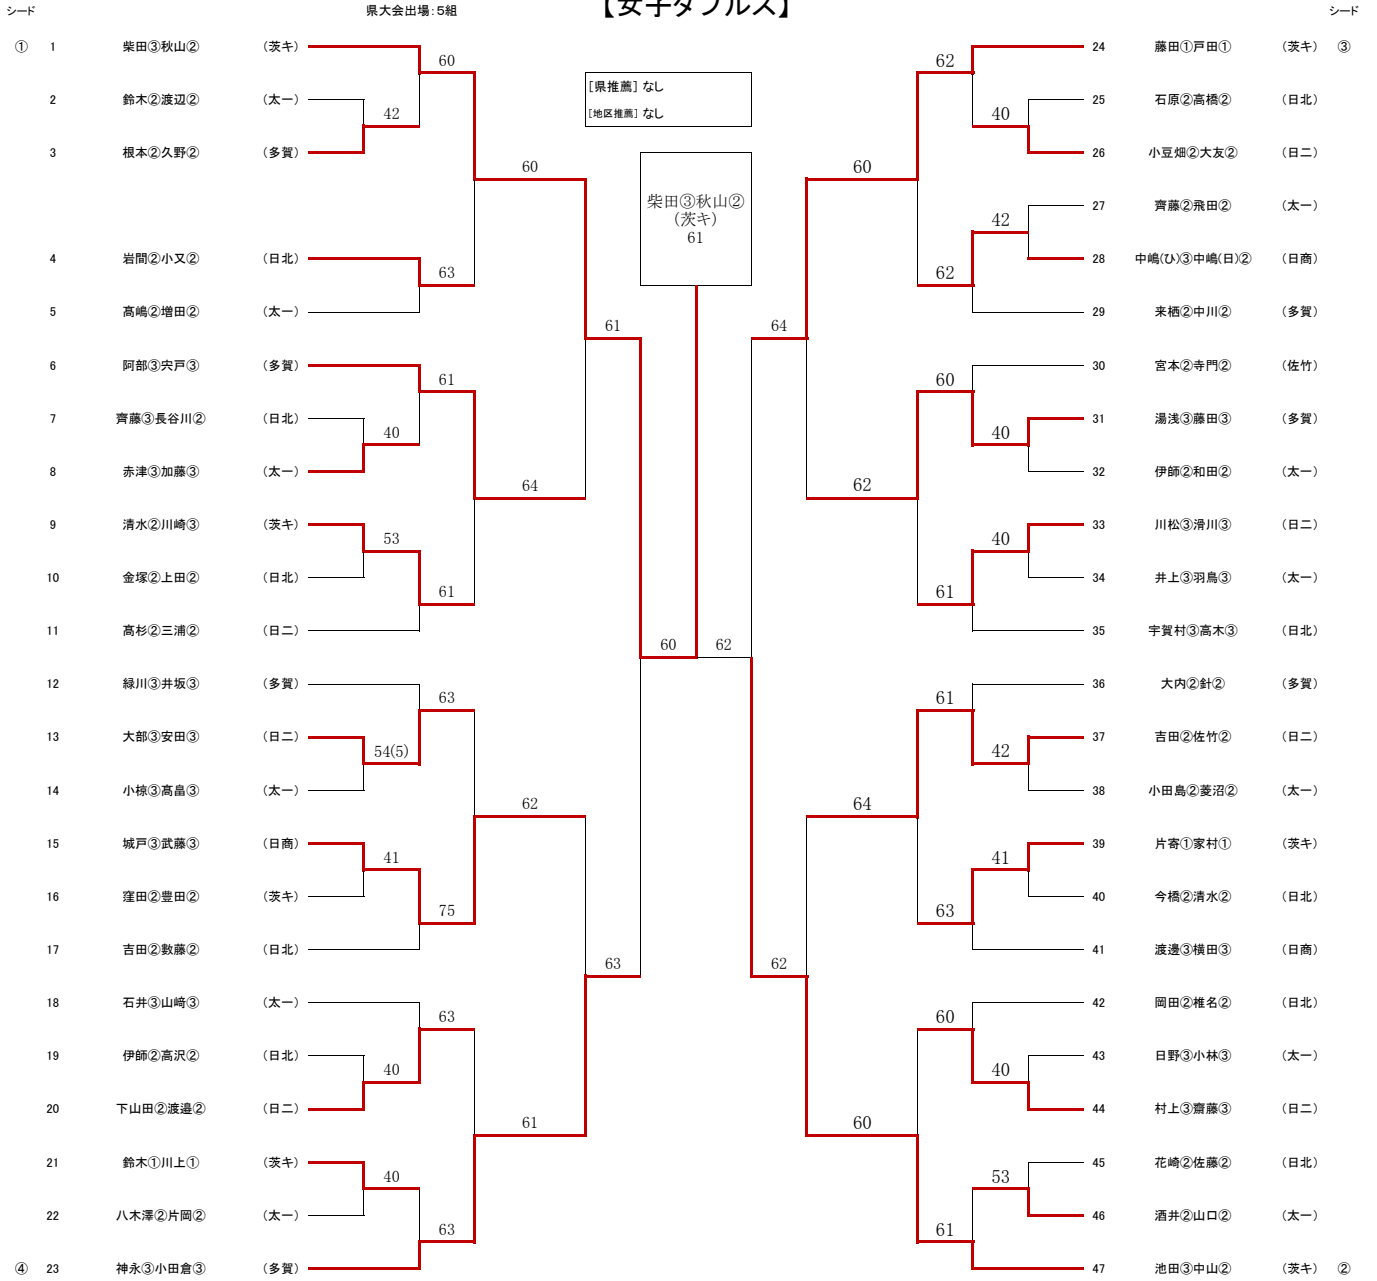 【女子ダブルス】
シード 県大会出場：5組 シード
① 1 柴田③秋山② （茨キ）
2 鈴木②渡辺② （太一）
3 根本②久野② （多賀）
4 岩間②小又② （日北）
5 髙嶋②増田② （太一）
6 阿部③宍戸③ （多賀）
7 齊藤③長谷川② （日北）
8 赤津③加藤③ （太一）
9 清水②川崎③ （茨キ）
10 金塚②上田② （日北）
11 髙杉②三浦② （日二）
12 緑川③井坂③ （多賀）
13 大部③安田③ （日二）
14 小椋③髙畠③ （太一）
15 城戸③武藤③ （日商）
16 窪田②豊田② （茨キ）
17 吉田②數藤② （日北）
18 石井③山﨑③ （太一）
19 伊師②高沢② （日北）
20 下山田②渡邉② （日二）
21 鈴木①川上① （茨キ）
22 八木澤②片岡② （太一）
④ 23 神永③小田倉③ （多賀）
42
40
53
54(5)
41
40
40
60
63
61
61
63
75
63
63
60
64
62
61
61
63
60
［県推薦］なし
［地区推薦］なし
柴田③秋山②
（茨キ）
61
62
64
62
60
62
64
60
62
62
60
61
61
63
60
61
40
42
40
40
42
41
40
53
24 藤田①戸田① （茨キ） ③
25 石原②高橋② （日北）
26 小豆畑②大友② （日二）
27 齊藤②飛田② （太一）
28 中嶋(ひ)③中嶋(日)② （日商）
29 来栖②中川② （多賀）
30 宮本②寺門② （佐竹）
31 湯浅③藤田③ （多賀）
32 伊師②和田② （太一）
33 川松③滑川③ （日二）
34 井上③羽鳥③ （太一）
35 宇賀村③高木③ （日北）
36 大内②針② （多賀）
37 吉田②佐竹② （日二）
38 小田島②菱沼② （太一）
39 片寄①家村① （茨キ）
40 今橋②清水② （日北）
41 渡邊③横田③ （日商）
42 岡田②椎名② （日北）
43 日野③小林③ （太一）
44 村上③齋藤③ （日二）
45 花崎②佐藤② （日北）
46 酒井②山口② （太一）
47 池田③中山② （茨キ） ②